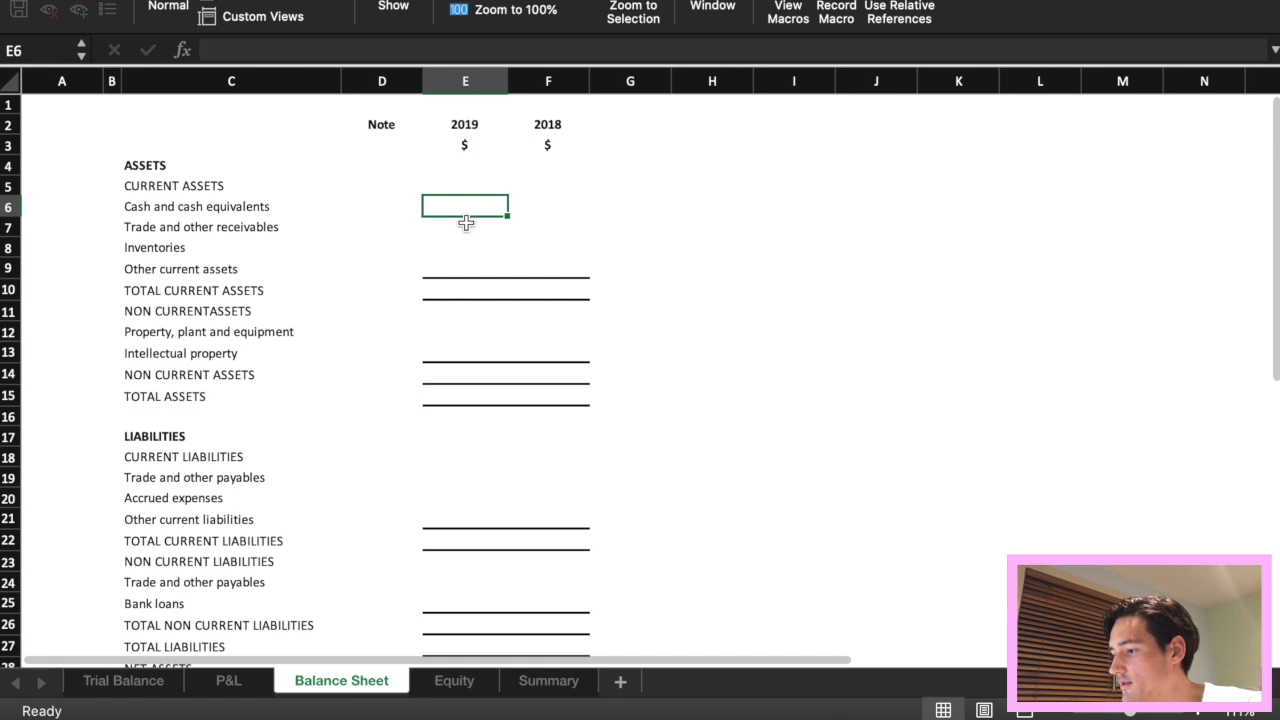 Normal Custom Views Show 100 Zoom to 100% Zoom to Selection Window View Macros Record Macro Use Relative References
E6 fx
A B C D E F G H I J K L M N
1
2 Note 2019 2018
3 $ $
4 ASSETS
5 CURRENT ASSETS
6 Cash and cash equivalents
7 Trade and other receivables
8 Inventories
9 Other current assets
10 TOTAL CURRENT ASSETS
11 NON CURRENTASSETS
12 Property, plant and equipment
13 Intellectual property
14 NON CURRENT ASSETS
15 TOTAL ASSETS
16
17 LIABILITIES
18 CURRENT LIABILITIES
19 Trade and other payables
20 Accrued expenses
21 Other current liabilities
22 TOTAL CURRENT LIABILITIES
23 NON CURRENT LIABILITIES
24 Trade and other payables
25 Bank loans
26 TOTAL NON CURRENT LIABILITIES
27 TOTAL LIABILITIES
28 NET ASSETS
Trial Balance P&L Balance Sheet Equity Summary +
Ready